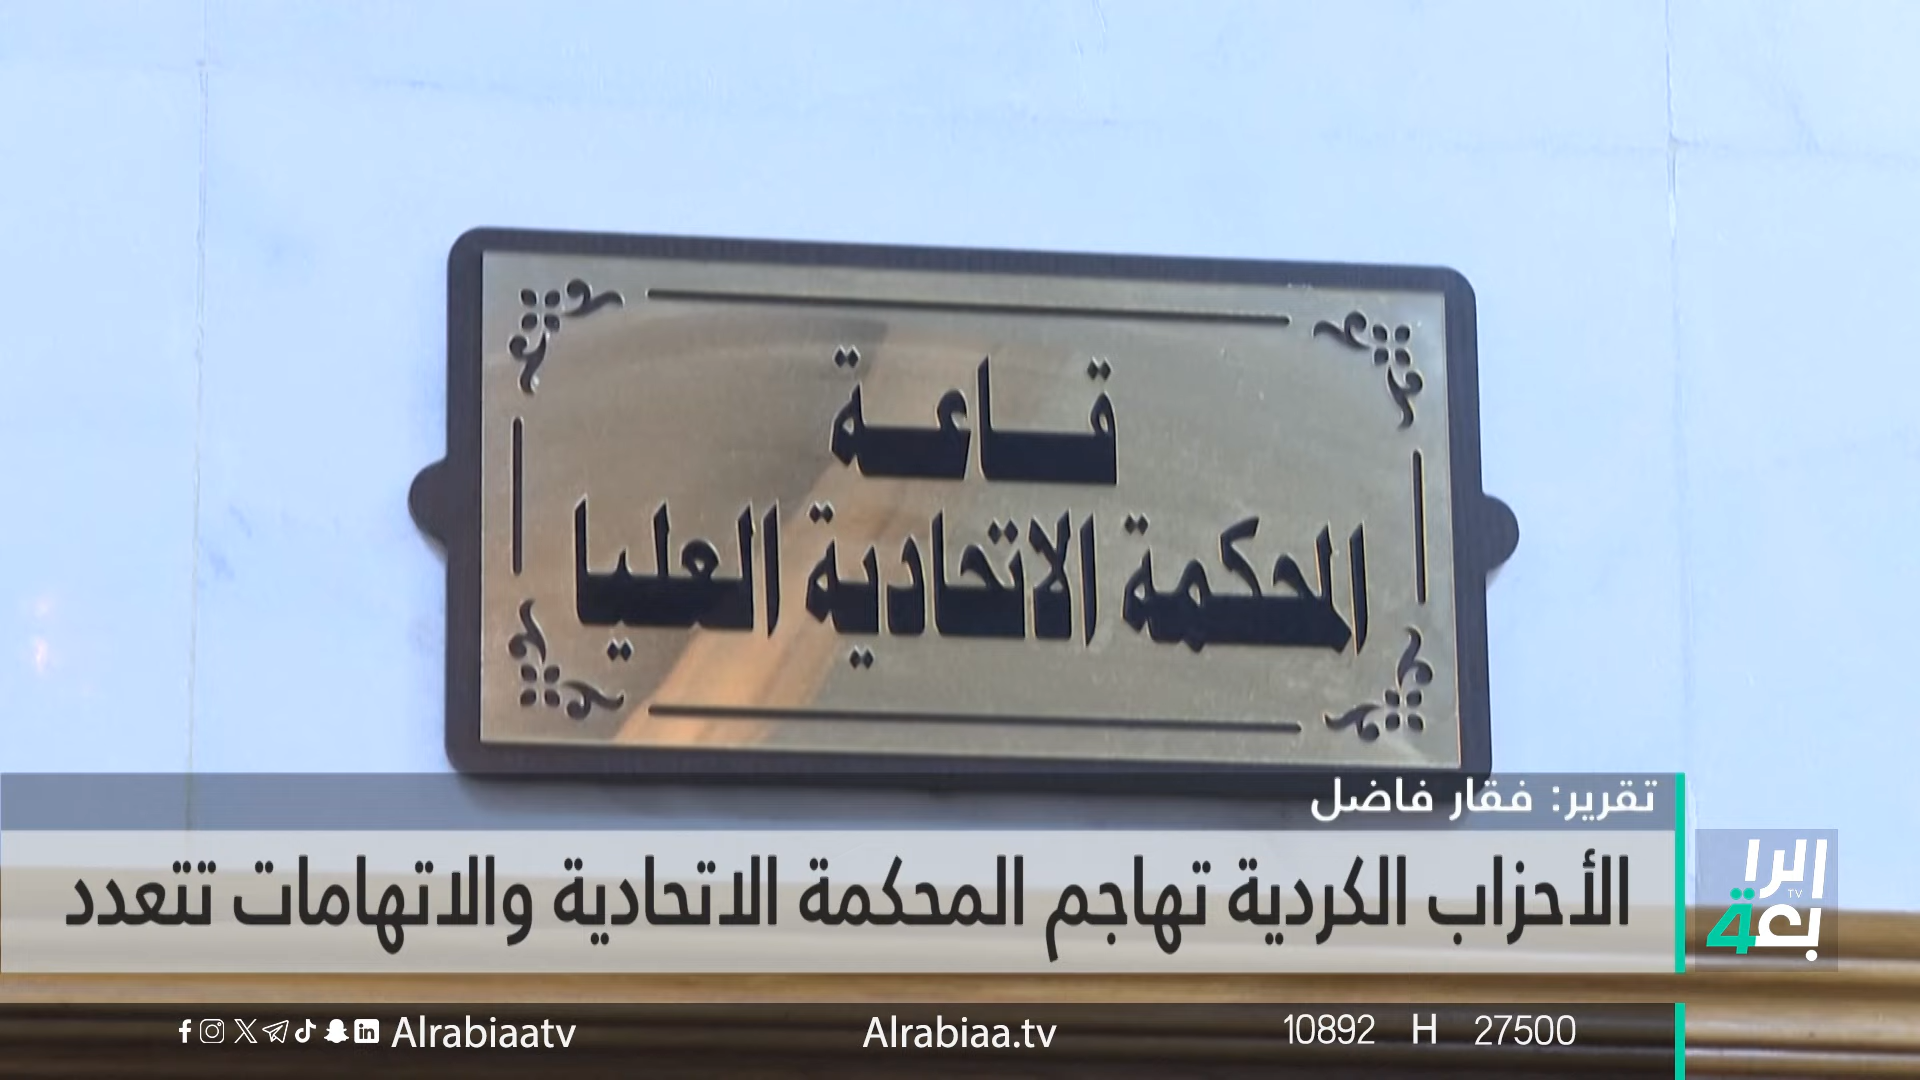 قاعة
المحكمة الاتحادية العليا
تقرير: فقار فاضل
الأحزاب الكردية تهاجم المحكمة الاتحادية والاتهامات تتعدد
الرابعة
TV
4
Alrabiaatv
Alrabiaa.tv
10892 H 27500